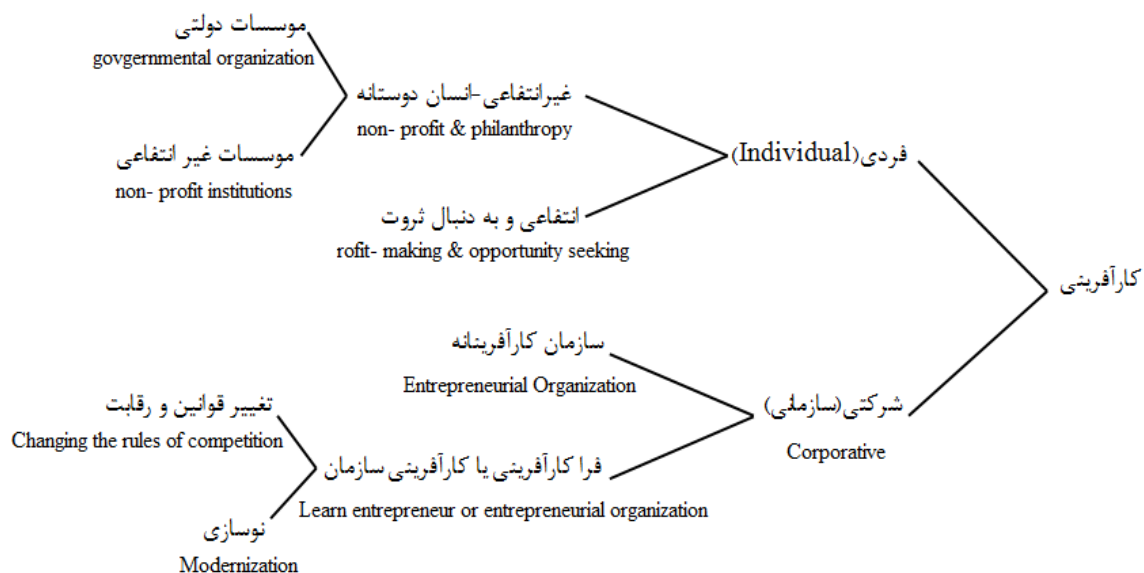 کارآفرینی
فردی(Individual)
غیرانتفاعی-انسان دوستانه
non- profit & philanthropy
موسسات دولتی
govgernmental organization
موسسات غیر انتفاعی
non- profit institutions
انتفاعی و به دنبال ثروت
rofit- making & opportunity seeking
شرکتی(سازمانی)
Corporative
سازمان کارآفرینانه
Entrepreneurial Organization
فرا کارآفرینی یا کارآفرینی سازمان
Learn entrepreneur or entrepreneurial organization
تغییر قوانین و رقابت
Changing the rules of competition
نوسازی
Modernization